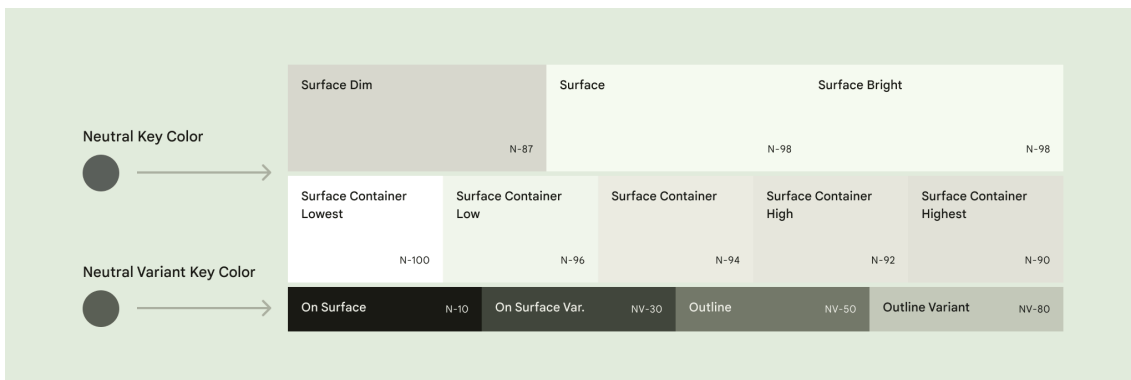 Surface Dim
Surface
Surface Bright
N-87
N-98
N-98
Neutral Key Color
Surface Container
Lowest
N-100
Surface Container
Low
N-96
Surface Container
N-94
Surface Container
High
N-92
Surface Container
Highest
N-90
Neutral Variant Key Color
On Surface
N-10
On Surface Var.
NV-30
Outline
NV-50
Outline Variant
NV-80